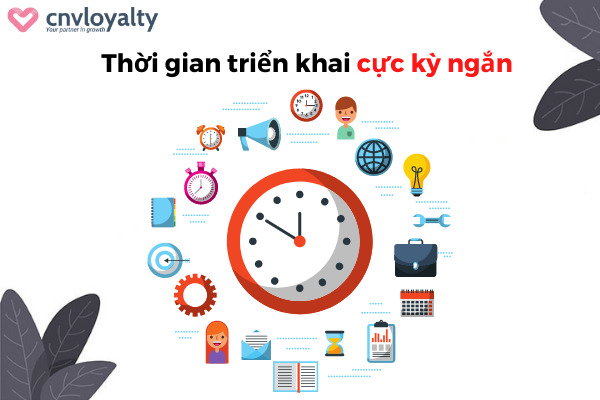 cnvloyalty
Your partner in growth
Thời gian triển khai cực kỳ ngắn